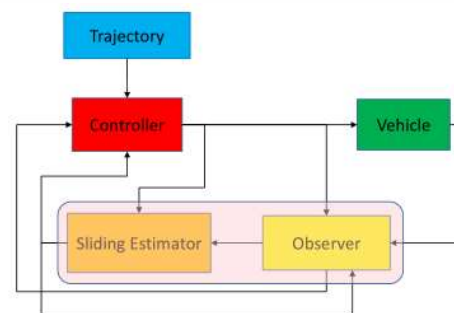 Trajectory
Controller
Vehicle
Sliding Estimator
Observer